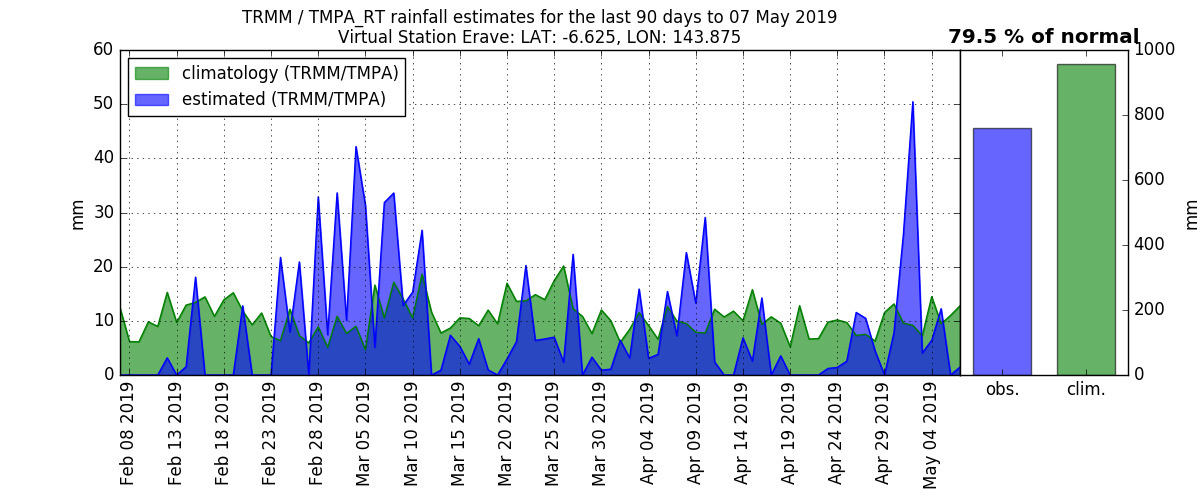 TRMM / TMPA_RT rainfall estimates for the last 90 days to 07 May 2019
Virtual Station Erave: LAT: -6.625, LON: 143.875
79.5 % of normal
climatology (TRMM/TMPA)
estimated (TRMM/TMPA)
60
50
40
30
20
10
0
mm
Feb 08 2019
Feb 13 2019
Feb 18 2019
Feb 23 2019
Feb 28 2019
Mar 05 2019
Mar 10 2019
Mar 15 2019
Mar 20 2019
Mar 25 2019
Mar 30 2019
Apr 04 2019
Apr 09 2019
Apr 14 2019
Apr 19 2019
Apr 24 2019
Apr 29 2019
May 04 2019
obs.
clim.
1000
800
600
400
200
0
mm